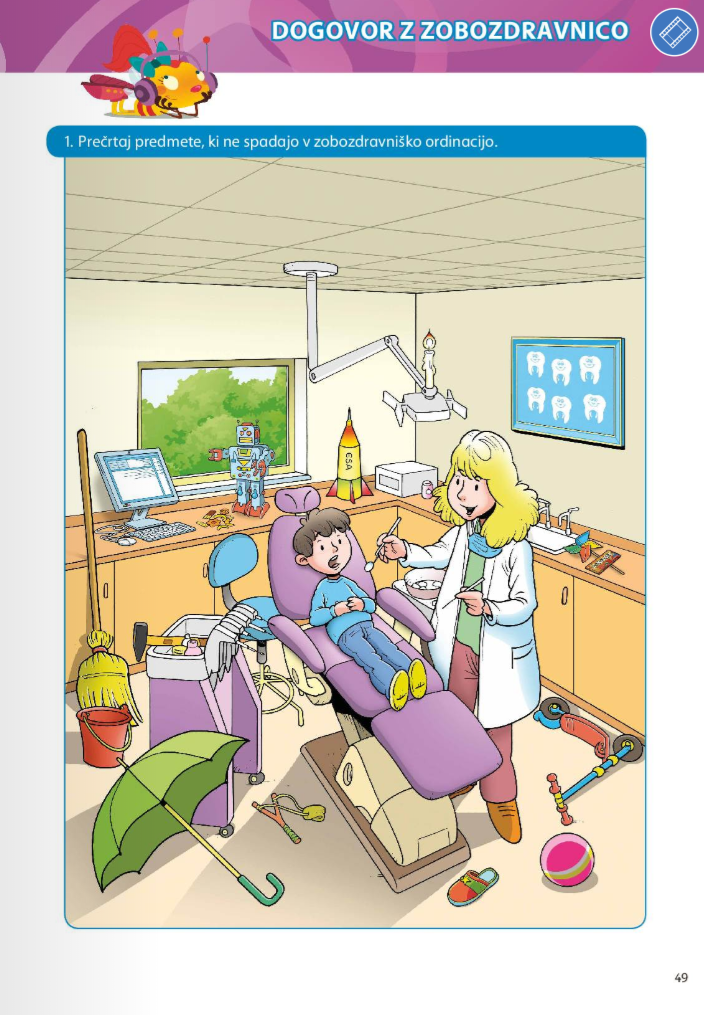 DOGOVOR Z ZOBOZDRAVNICO
1. Prečrtaj predmete, ki ne spadajo v zobozdravniško ordinacijo.
CSA
49